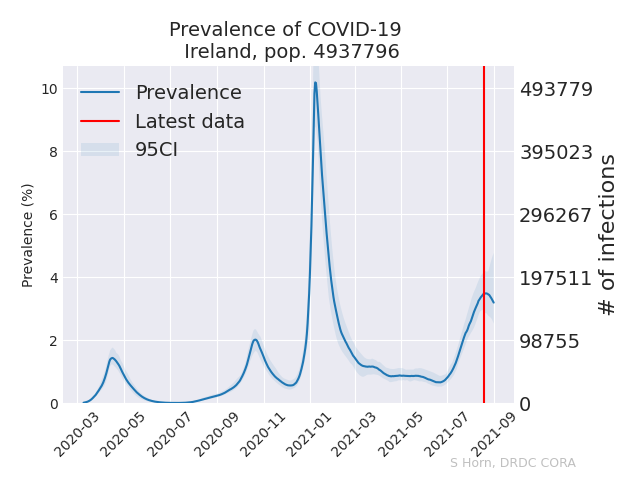 Prevalence of COVID-19
Ireland, pop. 4937796
Prevalence
Latest data
95CI
Prevalence (%)
10
8
6
4
2
0
493779
395023
296267
197511
98755
0
# of infections
2020-03
2020-05
2020-07
2020-09
2020-11
2021-01
2021-03
2021-05
2021-07
2021-09
S Horn, DRDC CORA